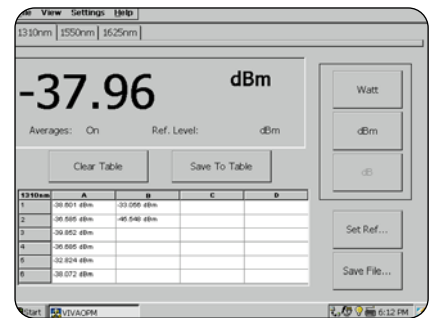 View Settings Help
1310nm 1550nm 1625nm
-37.96 dBm
Averages: On Ref. Level: dBm
Watt
dBm
dB
Clear Table Save To Table
1310nm A B C D
1 -38.801 dBm -33.056 dBm
2 -36.585 dBm -45.548 dBm
3 -39.852 dBm
4 -36.685 dBm
5 -32.824 dBm
6 -38.072 dBm
Set Ref...
Save File...
Start VIVAOPM 6:12 PM